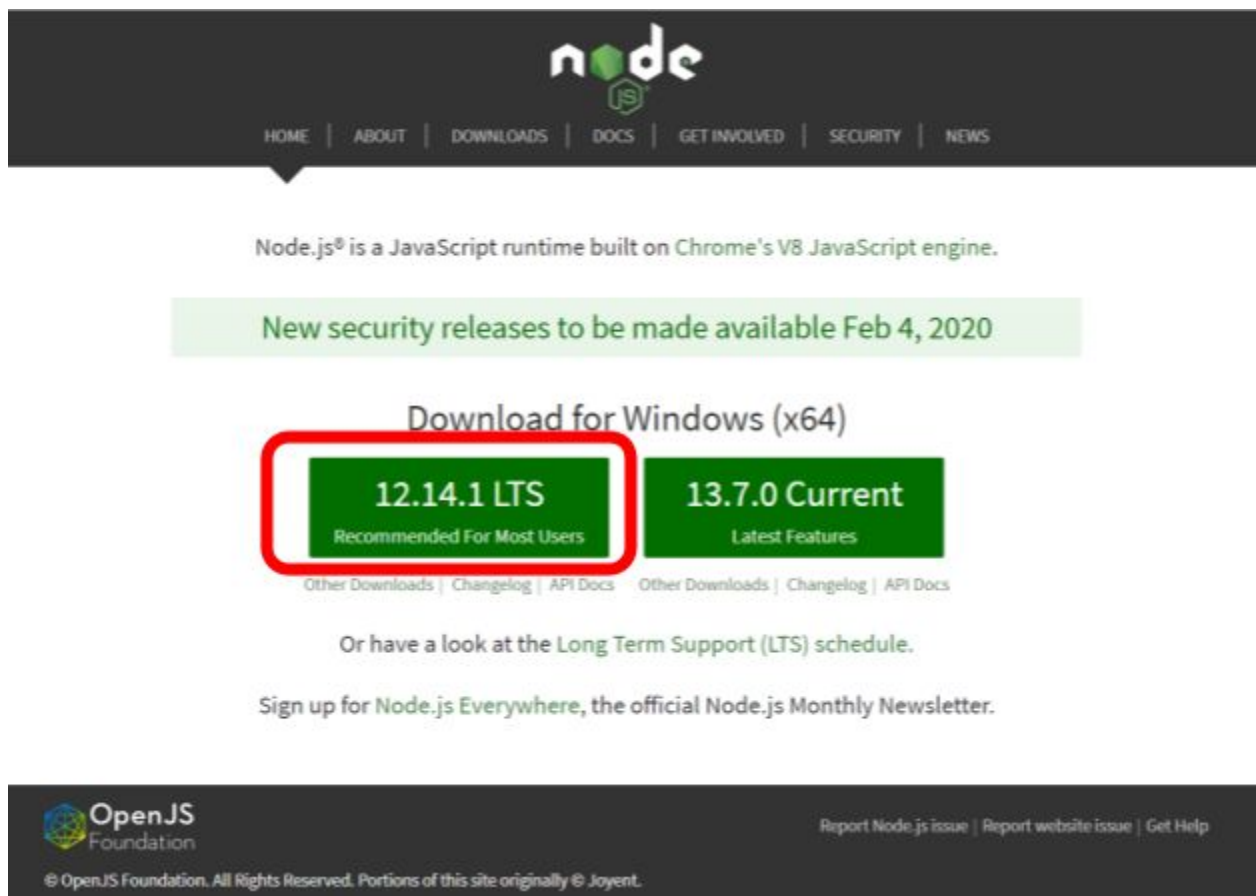 node
JS
HOME | ABOUT | DOWNLOADS | DOCS | GET INVOLVED | SECURITY | NEWS
Node.js® is a JavaScript runtime built on Chrome's V8 JavaScript engine.
New security releases to be made available Feb 4, 2020
Download for Windows (x64)
12.14.1 LTS
Recommended For Most Users
13.7.0 Current
Latest Features
Other Downloads | Changelog | API Docs
Other Downloads | Changelog | API Docs
Or have a look at the Long Term Support (LTS) schedule.
Sign up for Node.js Everywhere, the official Node.js Monthly Newsletter.
OpenJS
Foundation
Report Node.js issue | Report website issue | Get Help
© OpenJS Foundation. All Rights Reserved. Portions of this site originally © Joyent.